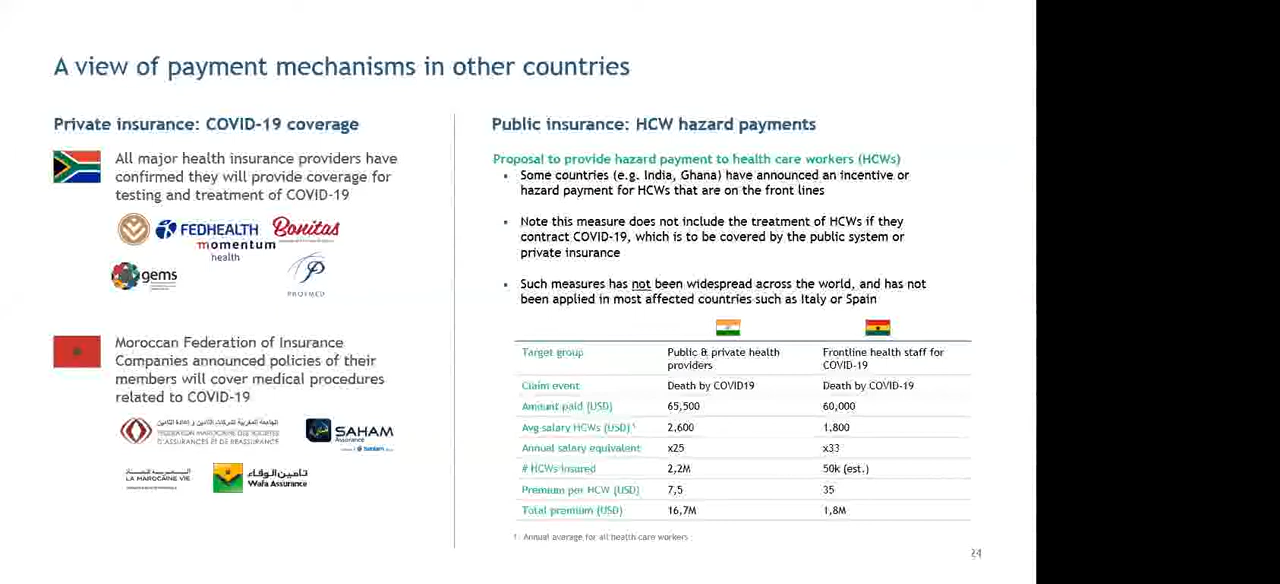 A view of payment mechanisms in other countries
Private insurance: COVID-19 coverage
All major health insurance providers have
confirmed they will provide coverage for
testing and treatment of COVID-19
FEDHEALTH
Bonitas
momentum
health
gems
PROFMED
Moroccan Federation of Insurance
Companies announced policies of their
members will cover medical procedures
related to COVID-19
الجامعة المغربية لشركات التأمين و إعادة التأمين
FEDERATION MAROCAINE DES SOCIETES
D'ASSURANCES ET DE REASSURANCE
SAHAM
Assurance
Sanlam
LA MAROCAINE VIE
تامين الوفاء
Wafa Assurance
Public insurance: HCW hazard payments
Proposal to provide hazard payment to health care workers (HCWs)
• Some countries (e.g. India, Ghana) have announced an incentive or
hazard payment for HCWs that are on the front lines
• Note this measure does not include the treatment of HCWs if they
contract COVID-19, which is to be covered by the public system or
private insurance
• Such measures has not been widespread across the world, and has not
been applied in most affected countries such as Italy or Spain
Target group Public & private health providers Frontline health staff for COVID-19
Claim event Death by COVID19 Death by COVID-19
Amount paid (USD) 65,500 60,000
Avg salary HCWs (USD)¹ 2,600 1,800
Annual salary equivalent x25 x33
# HCWs insured 2,2M 50k (est.)
Premium per HCW (USD) 7,5 35
Total premium (USD) 16,7M 1,8M
1. Annual average for all health care workers
24